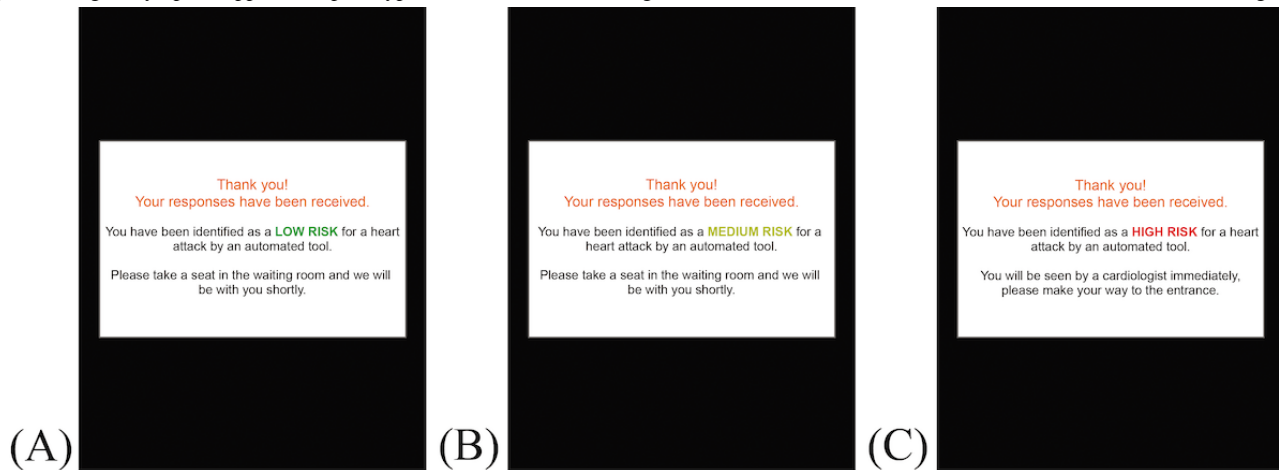 Thank you!
Your responses have been received.
You have been identified as a LOW RISK for a heart
attack by an automated tool.
Please take a seat in the waiting room and we will
be with you shortly.
(A)
Thank you!
Your responses have been received.
You have been identified as a MEDIUM RISK for a
heart attack by an automated tool.
Please take a seat in the waiting room and we will
be with you shortly.
(B)
Thank you!
Your responses have been received.
You have been identified as a HIGH RISK for a heart
attack by an automated tool.
You will be seen by a cardiologist immediately,
please make your way to the entrance.
(C)